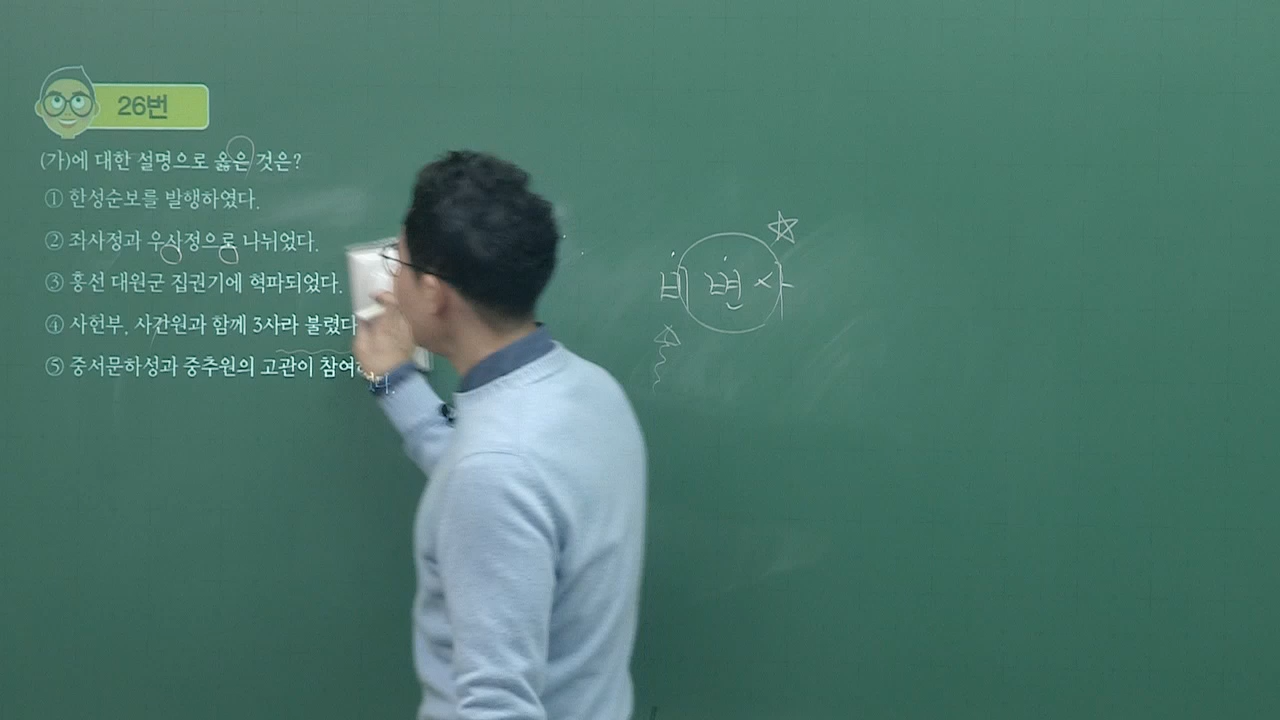 26번
(가)에 대한 설명으로 옳은 것은?
① 한성순보를 발행하였다.
② 좌사정과 우사정으로 나뉘었다.
③ 흥선 대원군 집권기에 혁파되었다.
④ 사헌부, 사간원과 함께 3사라 불렸다
⑤ 중서문하성과 중추원의 고관이 참여
비변사